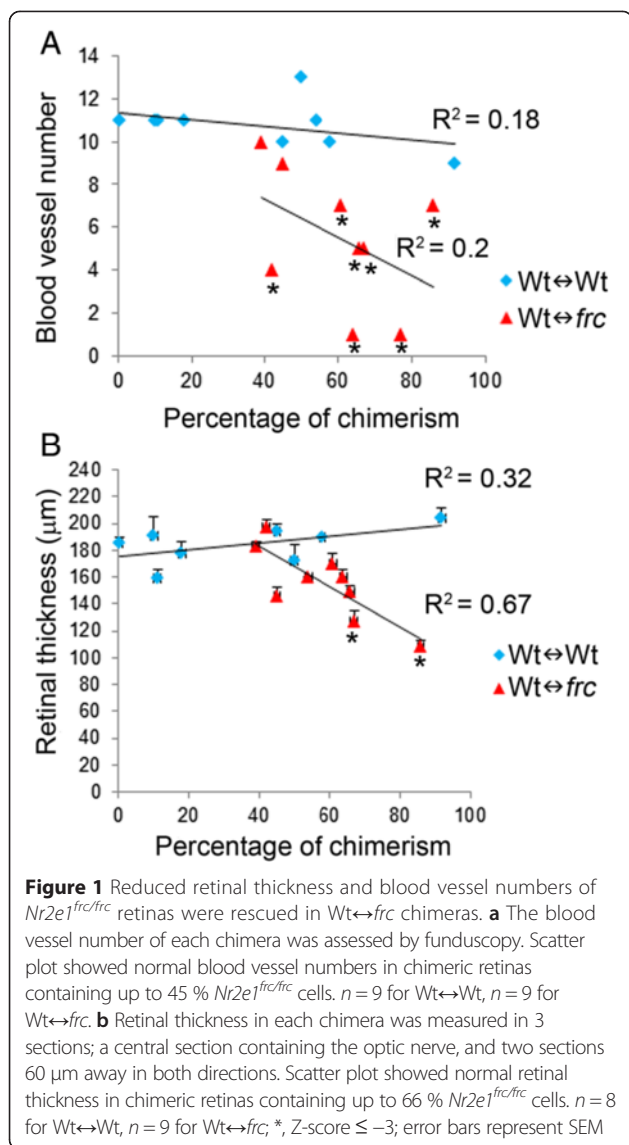 A
Blood vessel number
14
12
10
8
6
4
2
0
R² = 0.18
R² = 0.2
* * * * * * *
Wt↔Wt
Wt↔frc
0 20 40 60 80 100
Percentage of chimerism
B
Retinal thickness (μm)
240
220
200
180
160
140
120
100
80
60
40
20
0
R² = 0.32
R² = 0.67
* *
Wt↔Wt
Wt↔frc
0 20 40 60 80 100
Percentage of chimerism
Figure 1 Reduced retinal thickness and blood vessel numbers of
Nr2e1^frc/frc retinas were rescued in Wt↔frc chimeras. a The blood
vessel number of each chimera was assessed by funduscopy. Scatter
plot showed normal blood vessel numbers in chimeric retinas
containing up to 45 % Nr2e1^frc/frc cells. n = 9 for Wt↔Wt, n = 9 for
Wt↔frc. b Retinal thickness in each chimera was measured in 3
sections; a central section containing the optic nerve, and two sections
60 μm away in both directions. Scatter plot showed normal retinal
thickness in chimeric retinas containing up to 66 % Nr2e1^frc/frc cells. n = 8
for Wt↔Wt, n = 9 for Wt↔frc; *, Z-score ≤ −3; error bars represent SEM